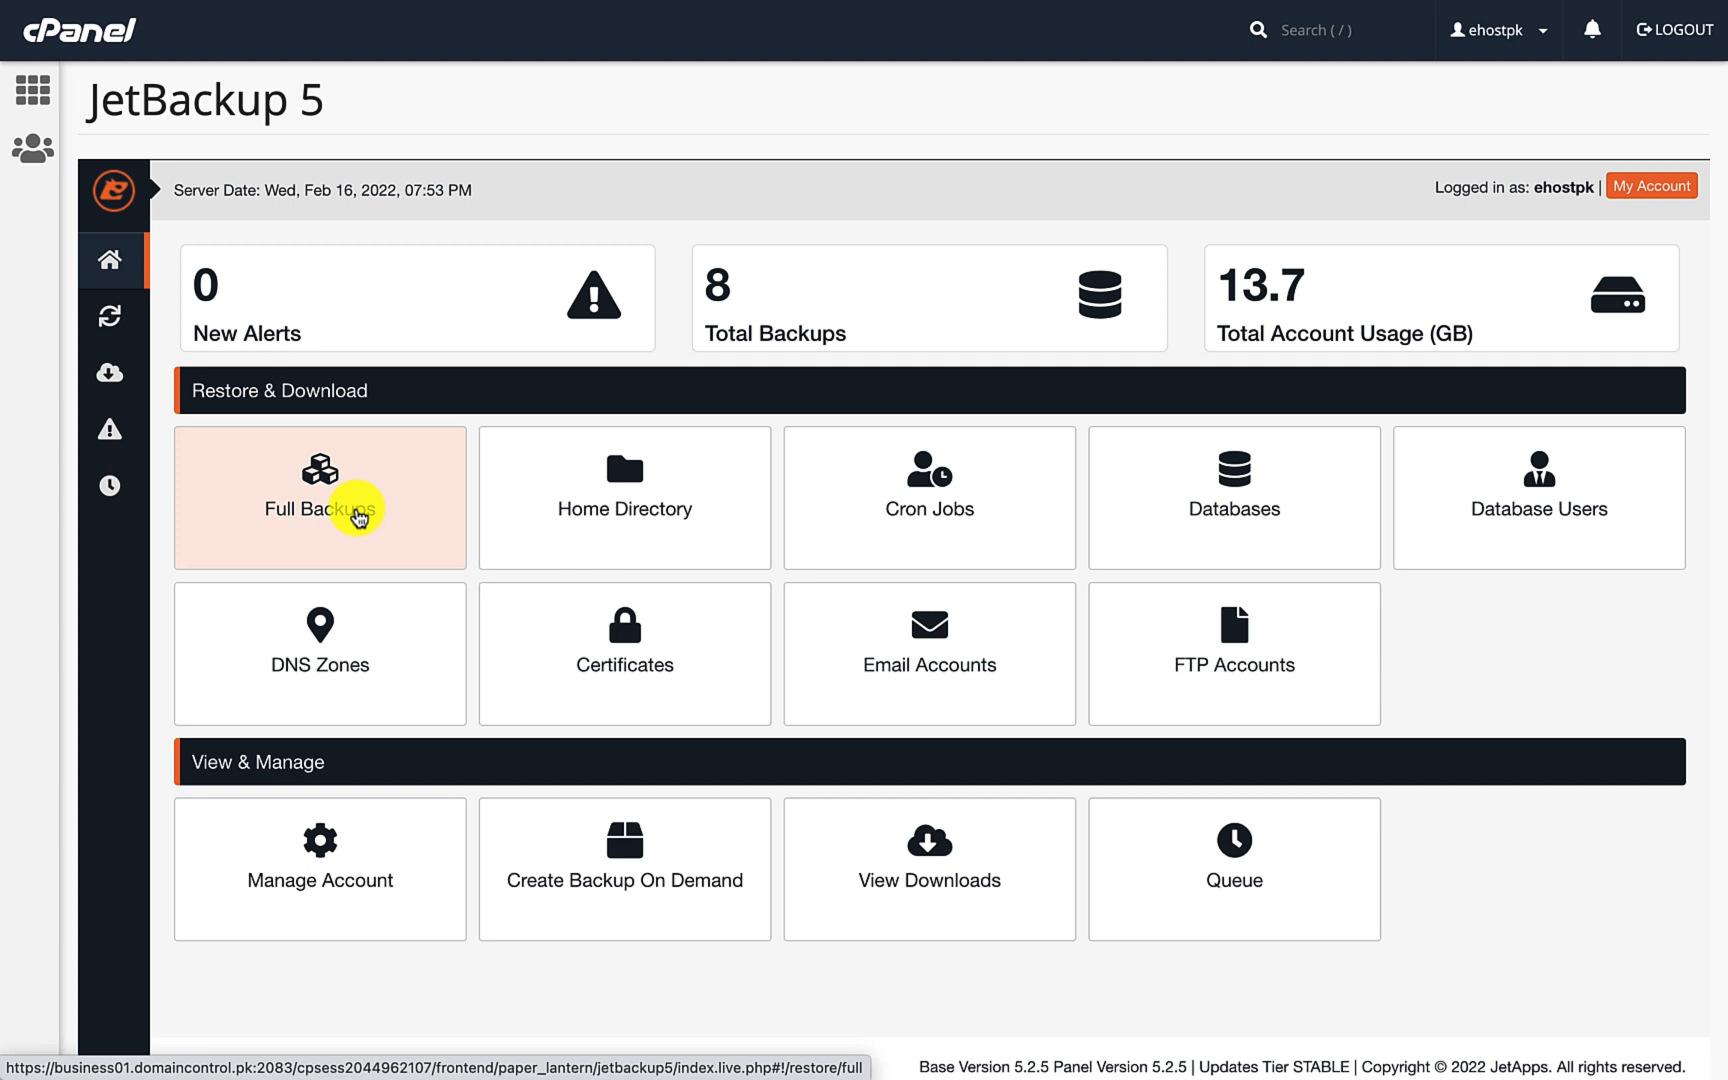 cPanel
Search ( / )
ehostpk
LOGOUT
JetBackup 5
Server Date: Wed, Feb 16, 2022, 07:53 PM
Logged in as: ehostpk | My Account
0
New Alerts
8
Total Backups
13.7
Total Account Usage (GB)
Restore & Download
Full Backups
Home Directory
Cron Jobs
Databases
Database Users
DNS Zones
Certificates
Email Accounts
FTP Accounts
View & Manage
Manage Account
Create Backup On Demand
View Downloads
Queue
https://business01.domaincontrol.pk:2083/cpsess2044962107/frontend/paper_lantern/jetbackup5/index.live.php#!/restore/full
Base Version 5.2.5 Panel Version 5.2.5 | Updates Tier STABLE | Copyright © 2022 JetApps. All rights reserved.